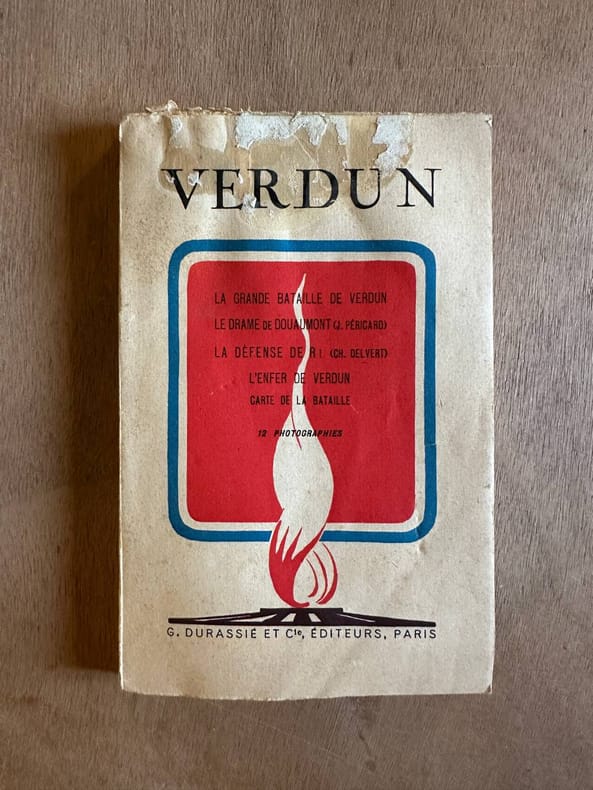 VERDUN
LA GRANDE BATAILLE DE VERDUN
LE DRAME DE DOUAUMONT (J. PÉRICARD)
LA DÉFENSE DE R1 (CH. DELVERT)
L'ENFER DE VERDUN
CARTE DE LA BATAILLE
12 PHOTOGRAPHIES
G. DURASSIÉ ET Cie, ÉDITEURS, PARIS